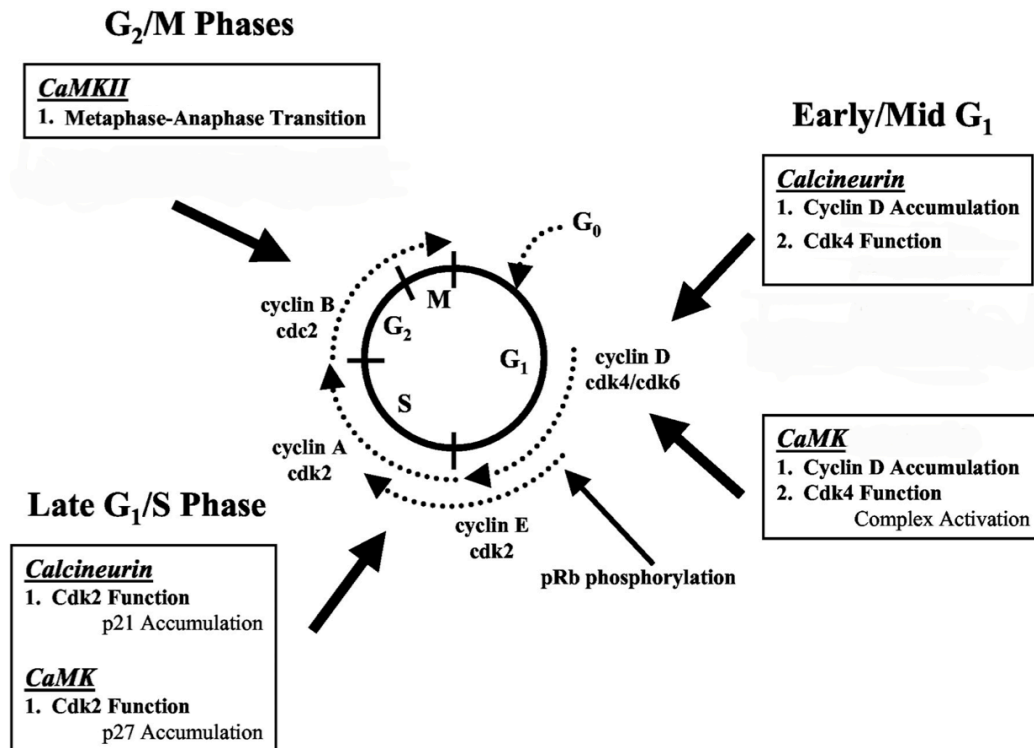 G₂/M Phases
CaMKII
1. Metaphase-Anaphase Transition
Early/Mid G₁
Calcineurin
1. Cyclin D Accumulation
2. Cdk4 Function
G₀
cyclin B
cdc2
M
G₂
G₁
S
cyclin D
cdk4/cdk6
cyclin A
cdk2
CaMK
1. Cyclin D Accumulation
2. Cdk4 Function
Complex Activation
cyclin E
cdk2
pRb phosphorylation
Late G₁/S Phase
Calcineurin
1. Cdk2 Function
p21 Accumulation
CaMK
1. Cdk2 Function
p27 Accumulation